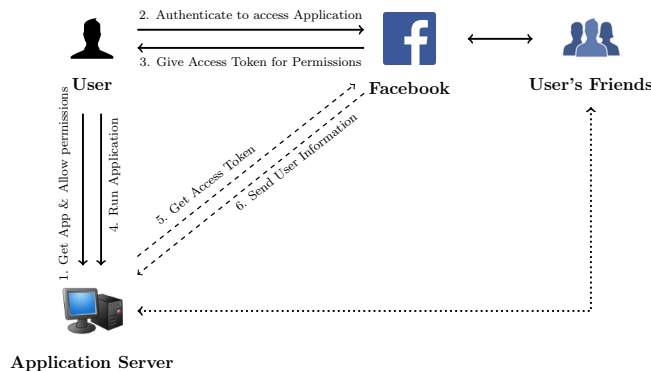 2. Authenticate to access Application
3. Give Access Token for Permissions
User
Facebook
User's Friends
1. Get App & Allow permissions
4. Run Application
5. Get Access Token
6. Send User Information
Application Server